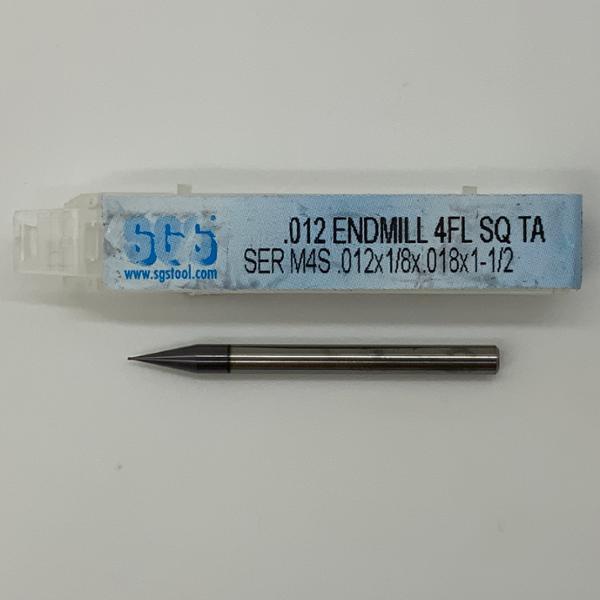 SGS
www.sgstool.com
.012 ENDMILL 4FL SQ TA
SER M4S .012x1/8x.018x1-1/2